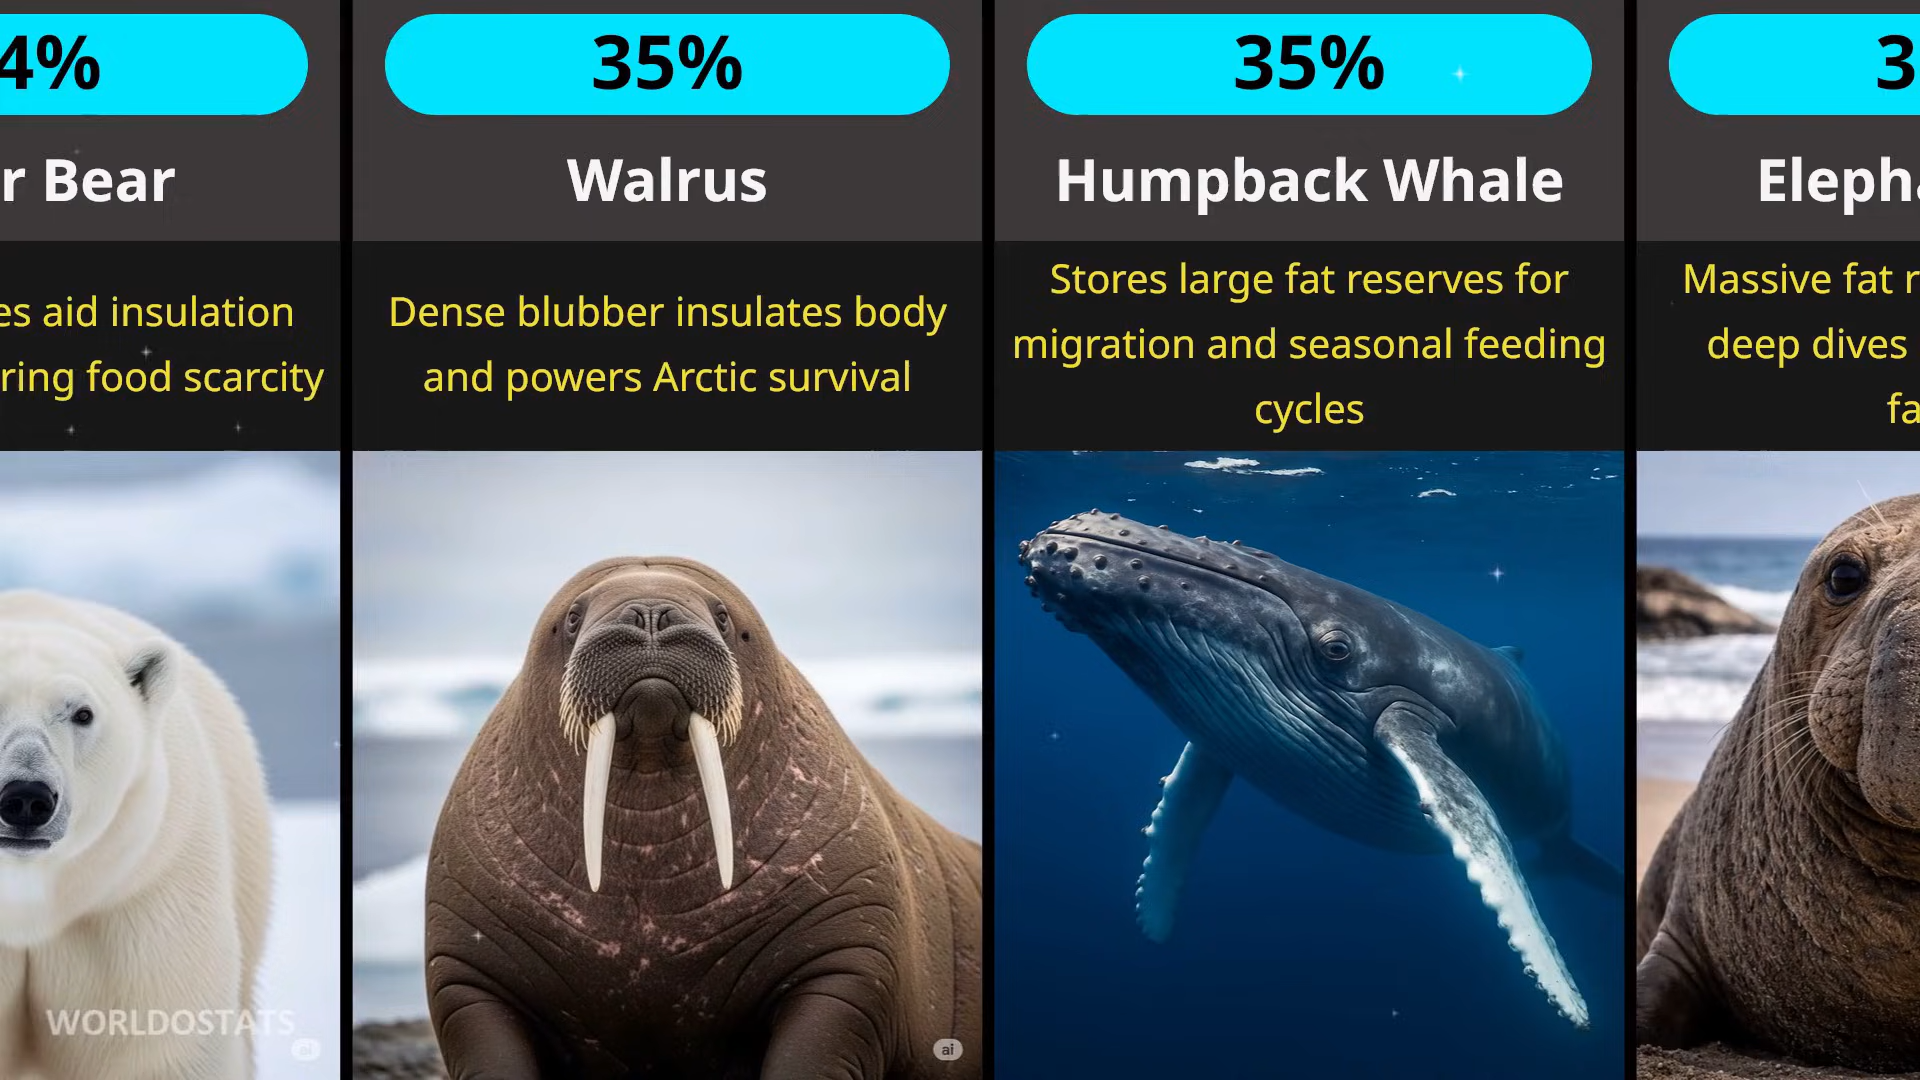 4%
r Bear
es aid insulation
ring food scarcity
WORLDOSTATS
ai
35%
Walrus
Dense blubber insulates body
and powers Arctic survival
ai
35%
Humpback Whale
Stores large fat reserves for
migration and seasonal feeding
cycles
3
Eleph
Massive fat r
deep dives
fa